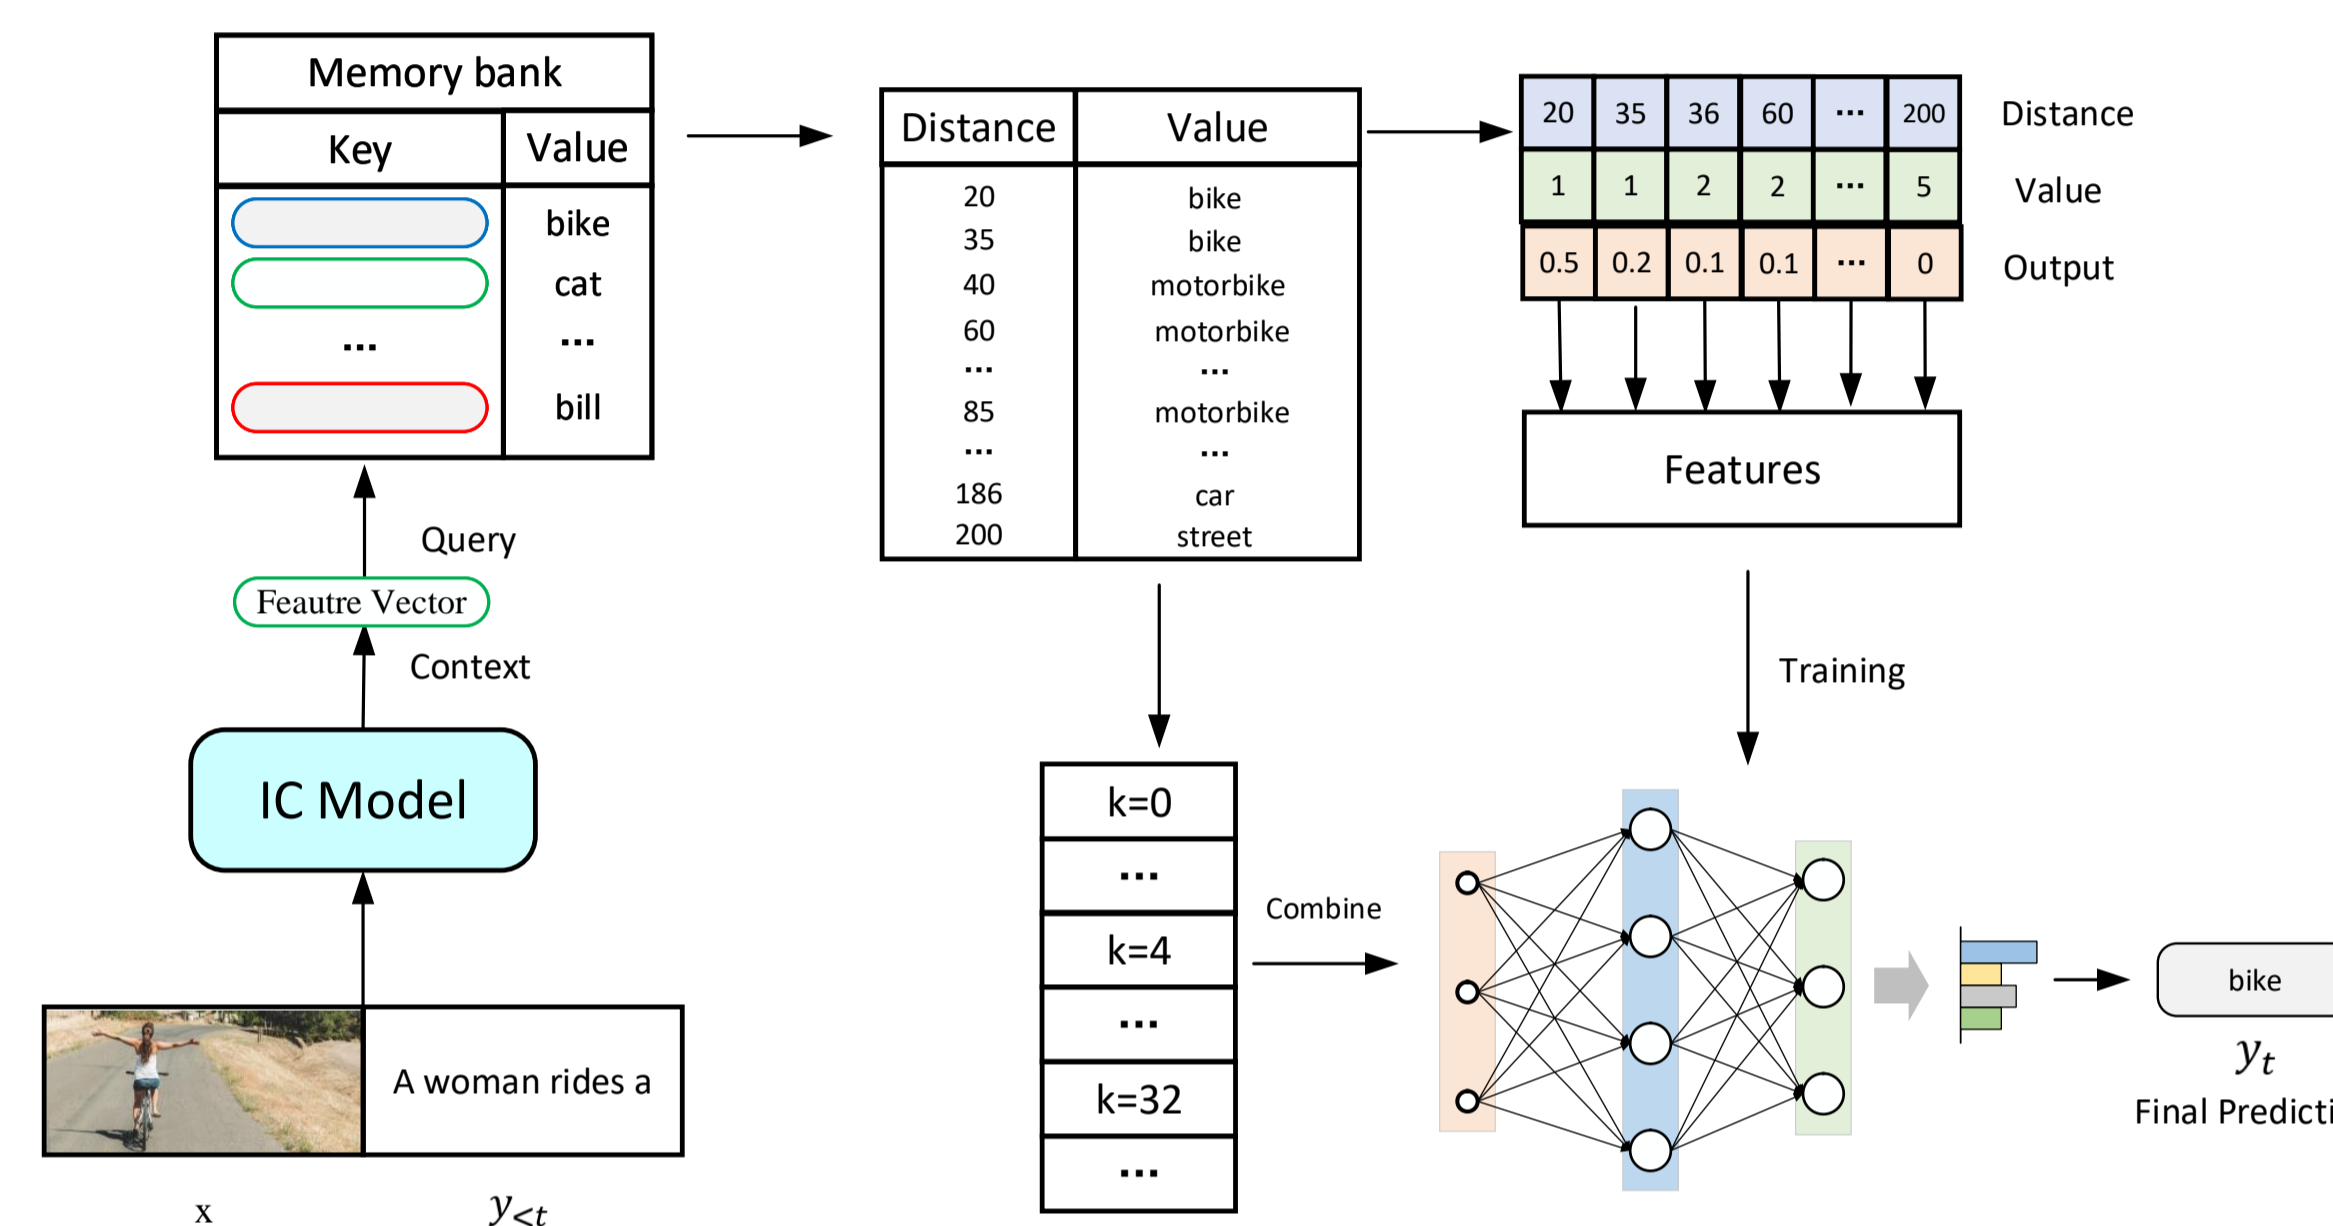 Memory bank
Key Value
bike
cat
... ...
bill
Query
Feautre Vector
Context
IC Model
A woman rides a
x y<t
Distance Value
20 bike
35 bike
40 motorbike
60 motorbike
... ...
85 motorbike
... ...
186 car
200 street
k=0
...
k=4
...
k=32
...
Combine
20 35 36 60 ... 200 Distance
1 1 2 2 ... 5 Value
0.5 0.2 0.1 0.1 ... 0 Output
Features
Training
bike
yt
Final Predicti